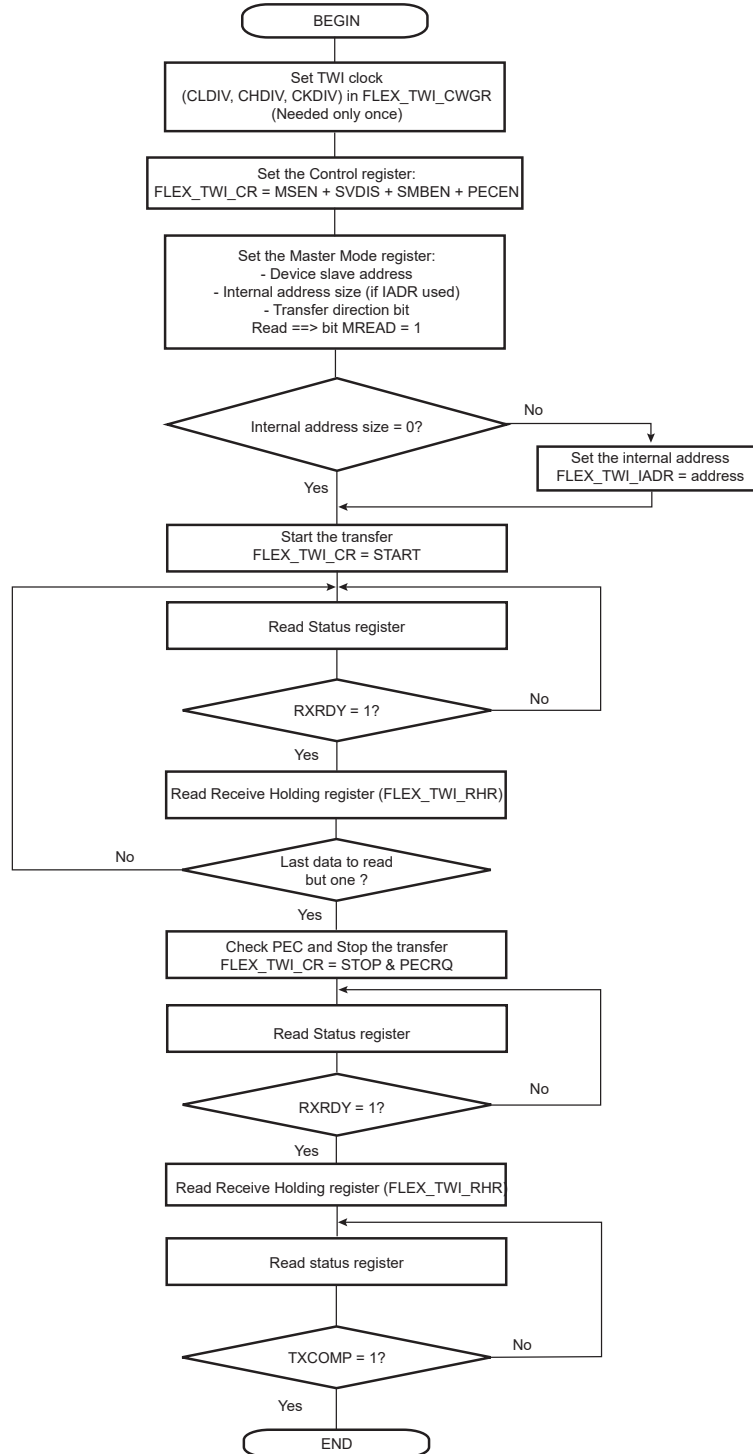 BEGIN
Set TWI clock
(CLDIV, CHDIV, CKDIV) in FLEX_TWI_CWGR
(Needed only once)
Set the Control register:
FLEX_TWI_CR = MSEN + SVDIS + SMBEN + PECEN
Set the Master Mode register:
- Device slave address
- Internal address size (if IADR used)
- Transfer direction bit
Read ==> bit MREAD = 1
Internal address size = 0?
No
Set the internal address
FLEX_TWI_IADR = address
Yes
Start the transfer
FLEX_TWI_CR = START
Read Status register
RXRDY = 1?
No
Yes
Read Receive Holding register (FLEX_TWI_RHR)
No
Last data to read
but one ?
Yes
Check PEC and Stop the transfer
FLEX_TWI_CR = STOP & PECRQ
Read Status register
No
RXRDY = 1?
Yes
Read Receive Holding register (FLEX_TWI_RHR)
Read status register
No
TXCOMP = 1?
Yes
END